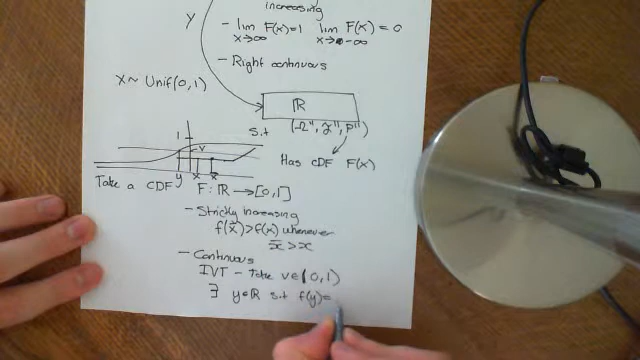 increasing
- lim F(x)=1 lim F(x)=0
x→∞ x→-∞
- Right continuous
Y
X ~ Unif(0,1)
ℝ
s.t (Ω", F", P")
Has CDF F(x)
1
v
y x x̄
Take a CDF F: ℝ → [0,1]
- Strictly increasing
f(x̄) > f(x) whenever
x̄ > x
- Continuous
IVT - Take v∈(0,1)
∃ y∈ℝ s.t f(y)=